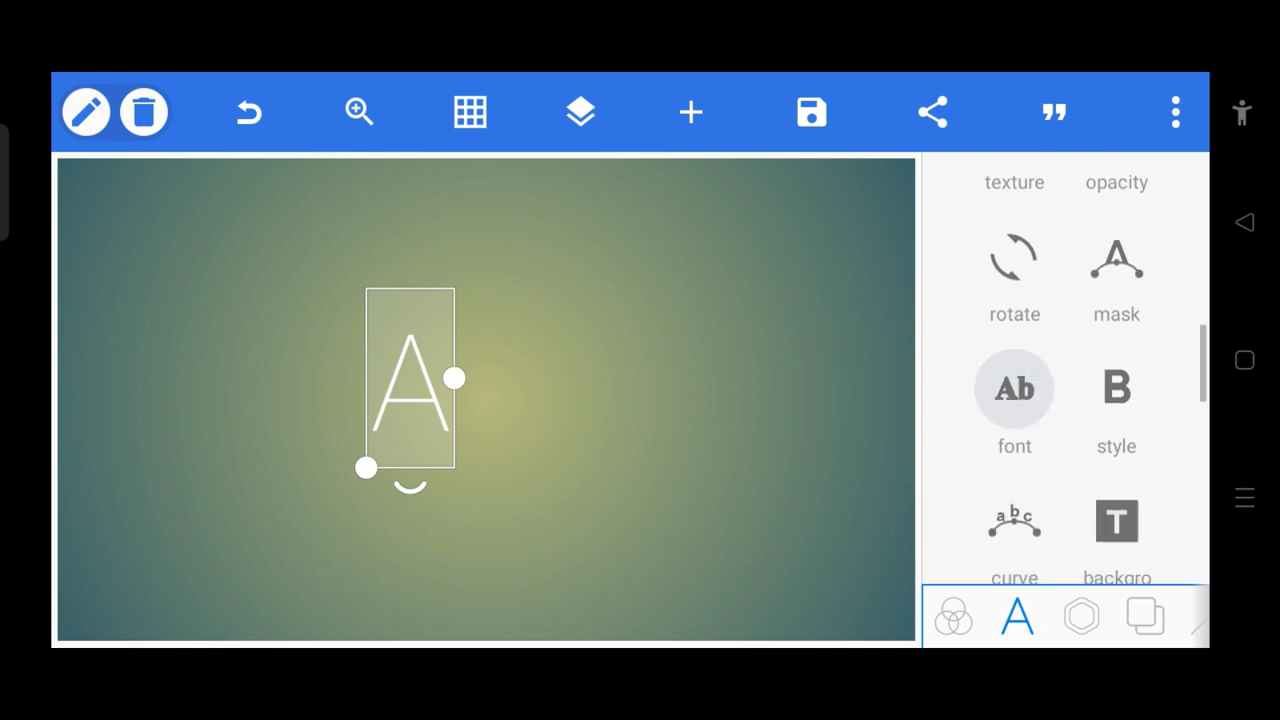 texture opacity
A
rotate mask
Ab B
font style
abc T
curve backgro
A